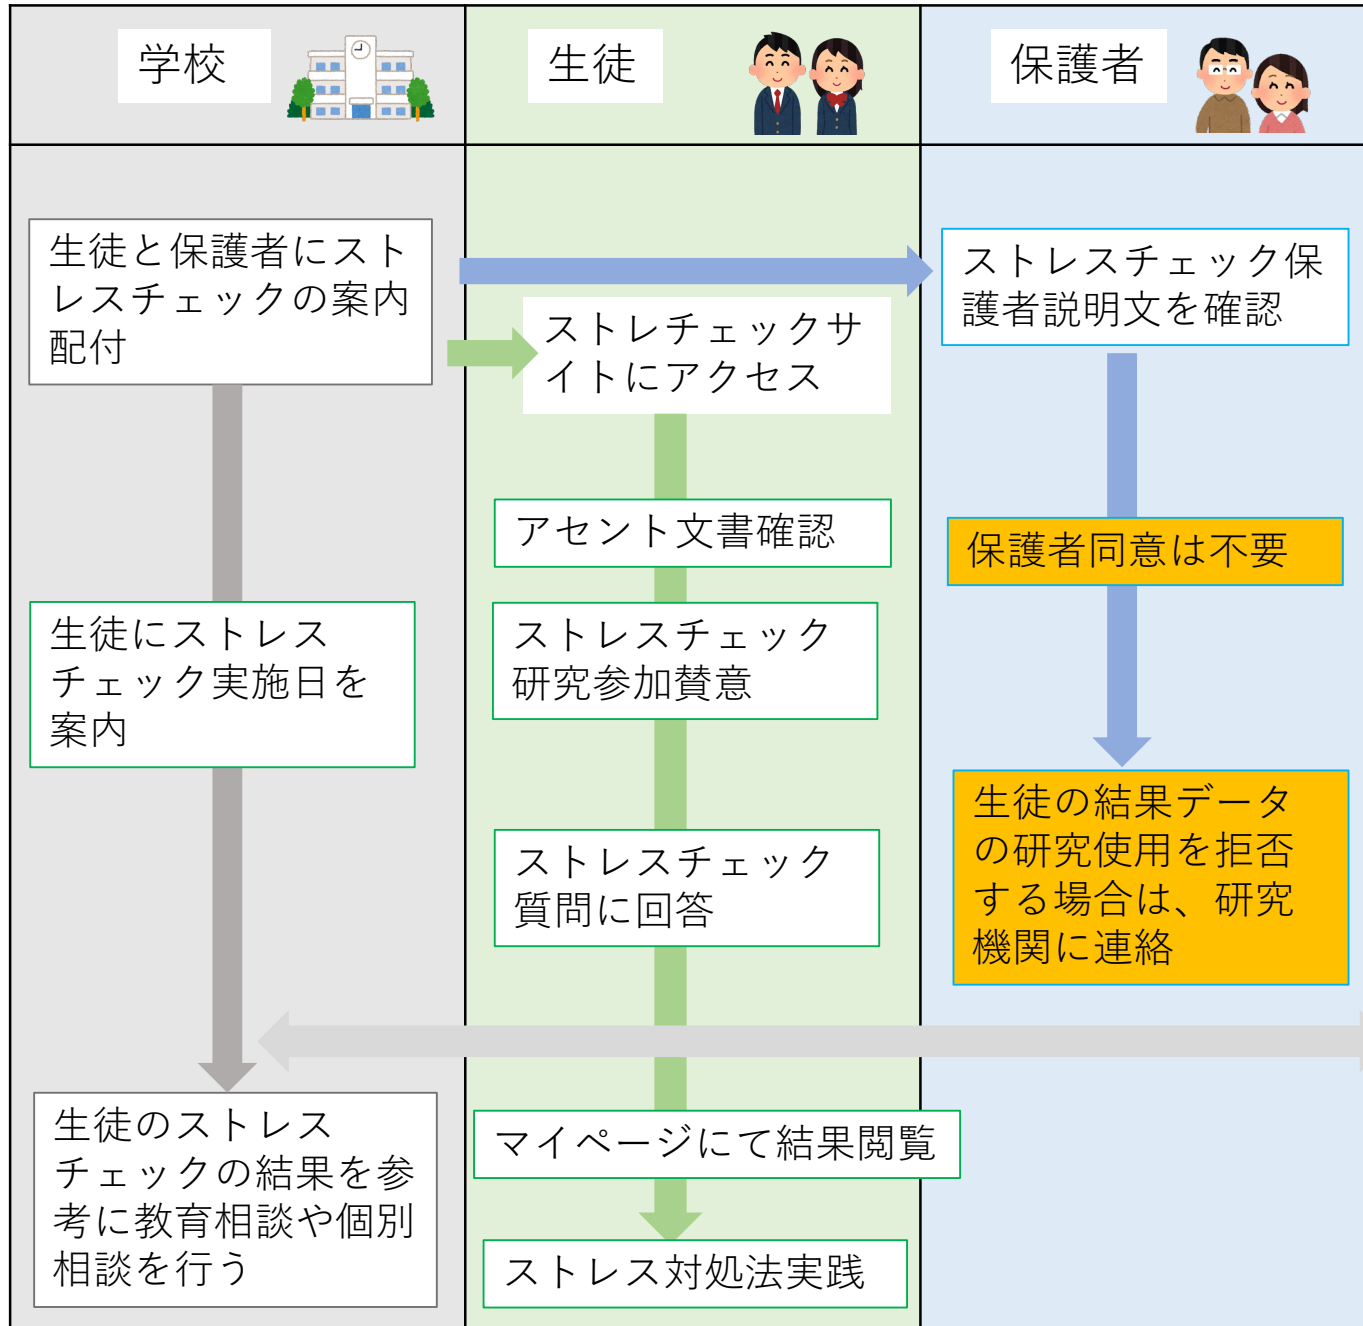 学校
生徒
保護者
生徒と保護者にスト
レスチェックの案内
配付
生徒にストレス
チェック実施日を
案内
生徒のストレス
チェックの結果を参
考に教育相談や個別
相談を行う
ストレチェックサ
イトにアクセス
アセント文書確認
ストレスチェック
研究参加賛意
ストレスチェック
質問に回答
マイページにて結果閲覧
ストレス対処法実践
ストレスチェック保
護者説明文を確認
保護者同意は不要
生徒の結果データ
の研究使用を拒否
する場合は、研究
機関に連絡